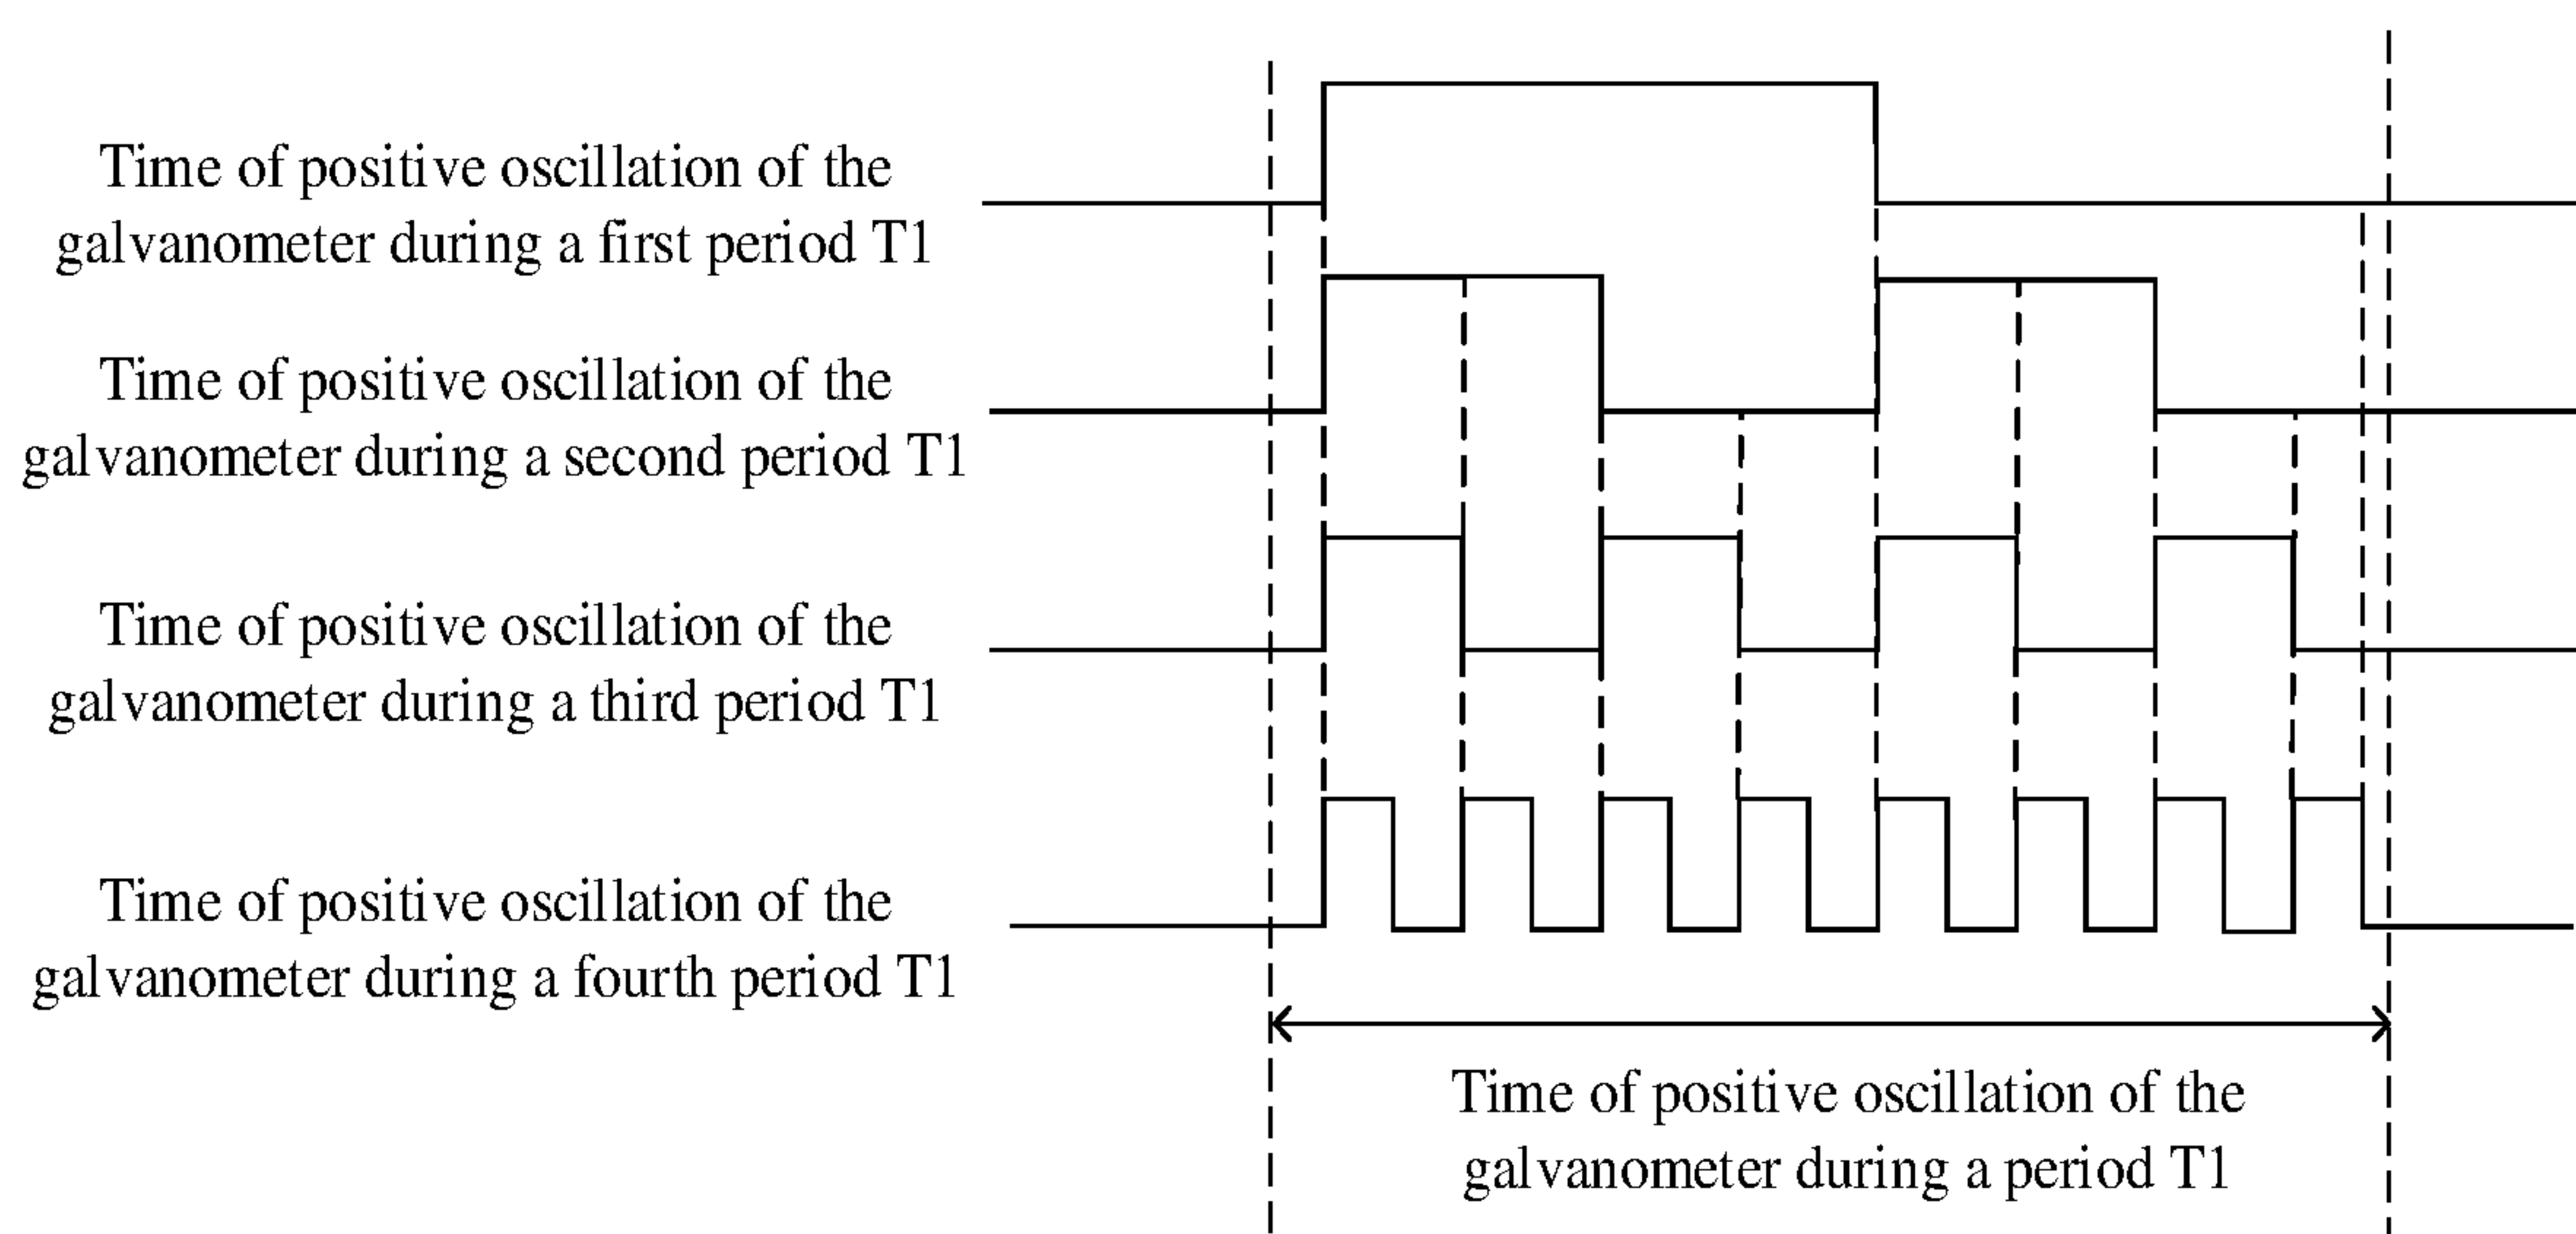 Time of positive oscillation of the
galvanometer during a first period T1
Time of positive oscillation of the
galvanometer during a second period T1
Time of positive oscillation of the
galvanometer during a third period T1
Time of positive oscillation of the
galvanometer during a fourth period T1
Time of positive oscillation of the
galvanometer during a period T1